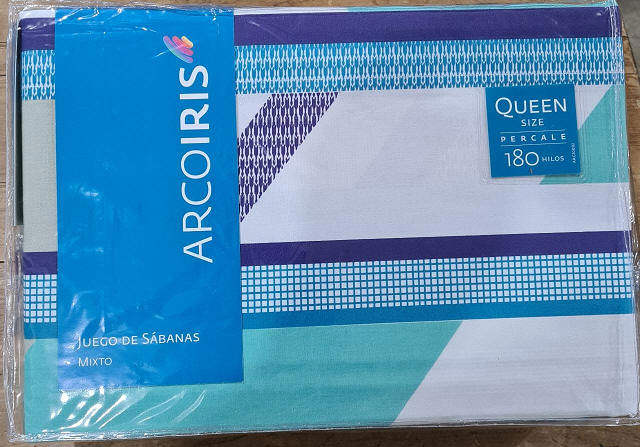 ARCOIRIS
JUEGO DE SÁBANAS
MIXTO
QUEEN
SIZE
PERCALE
180 HILOS